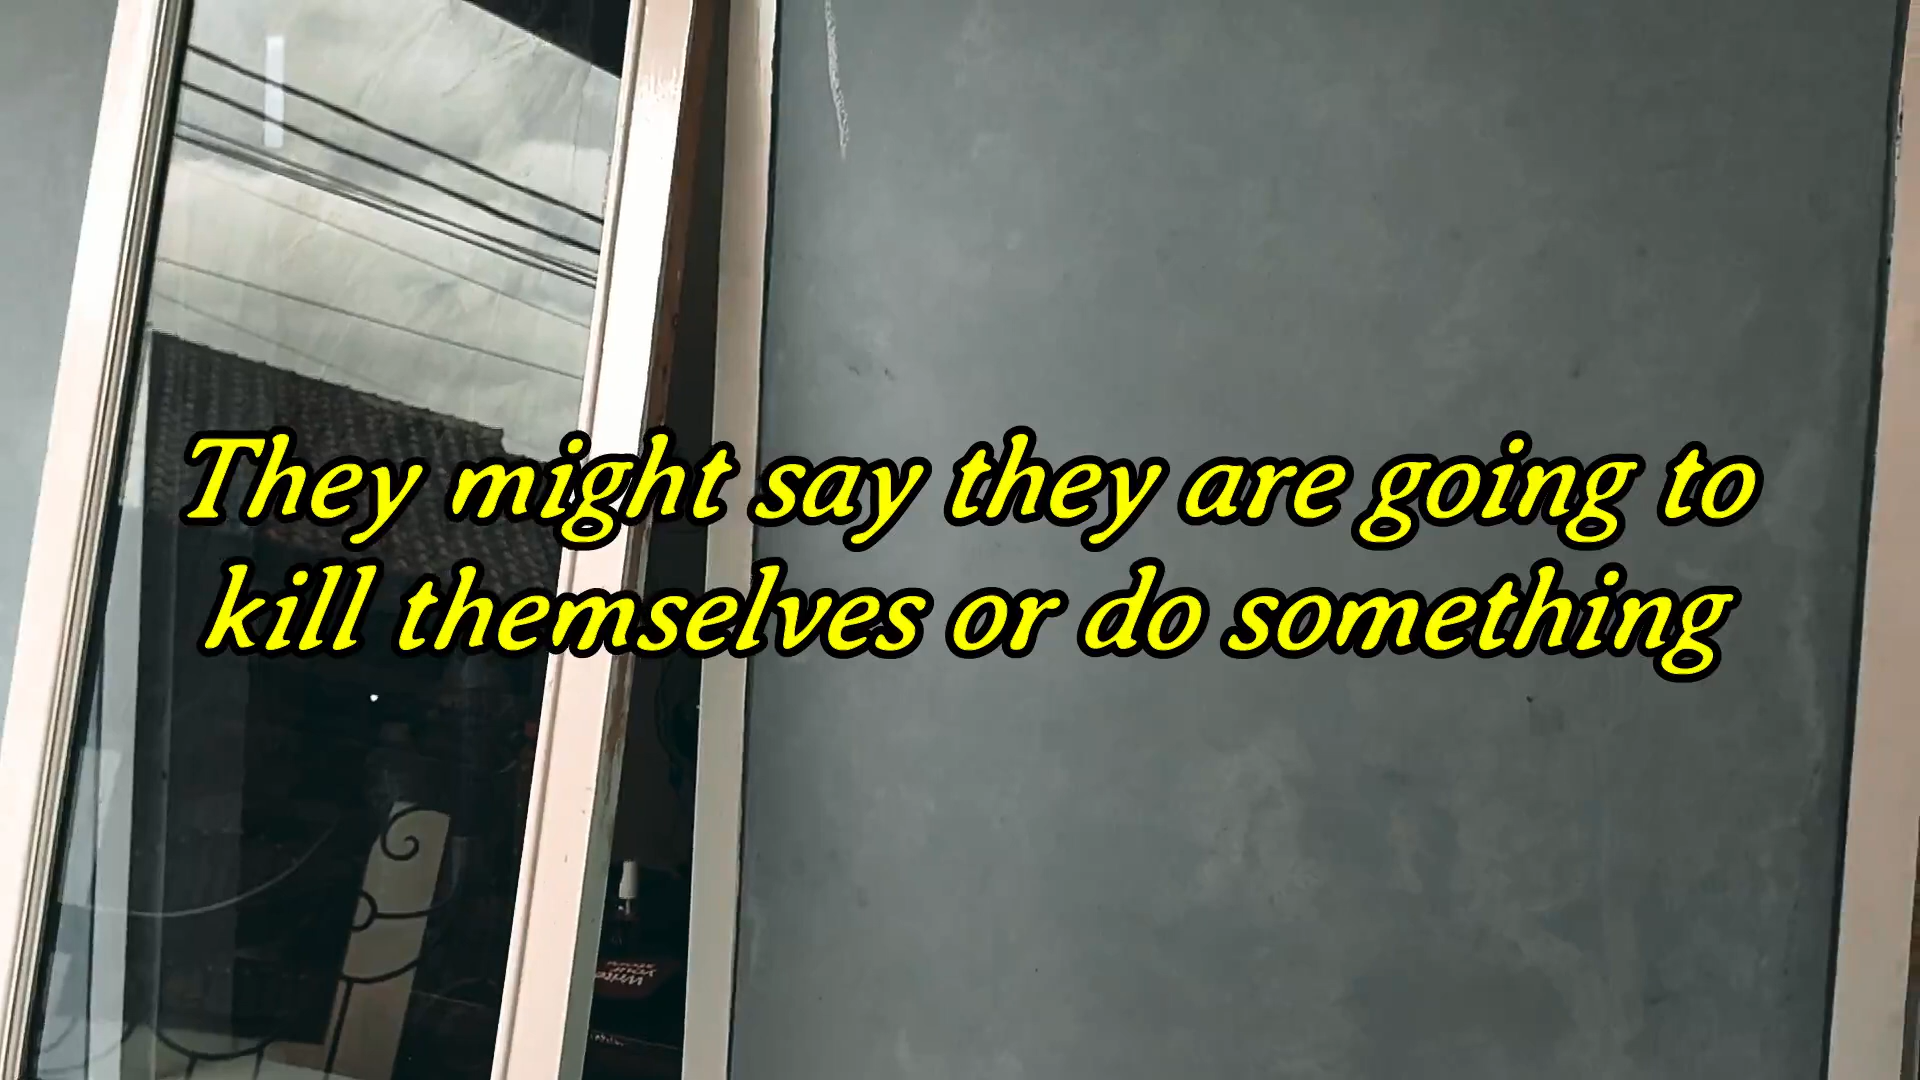 They might say they are going to
kill themselves or do something